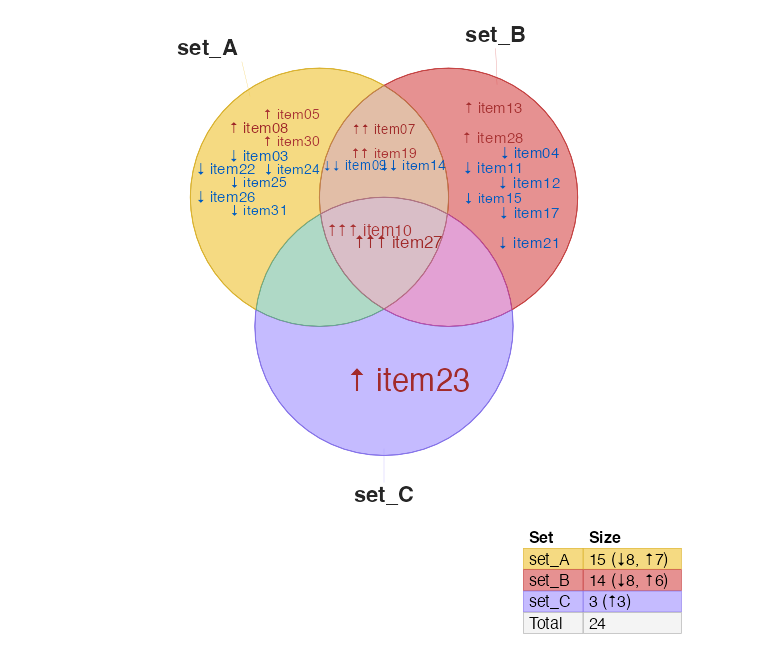 set_B
set_A
↑ item05
↑ item08
↑ item30
↓ item03
↓ item22 ↓ item24
↓ item25
↓ item26
↓ item31
↑↑ item07
↑↑ item19
↓↓ item09 ↓↓ item14
↑ item13
↑ item28
↓ item04
↓ item11
↓ item12
↓ item15
↓ item17
↓ item21
↑↑↑ item10
↑↑↑ item27
↑ item23
set_C
Set Size
set_A 15 (↓8, ↑7)
set_B 14 (↓8, ↑6)
set_C 3 (↑3)
Total 24